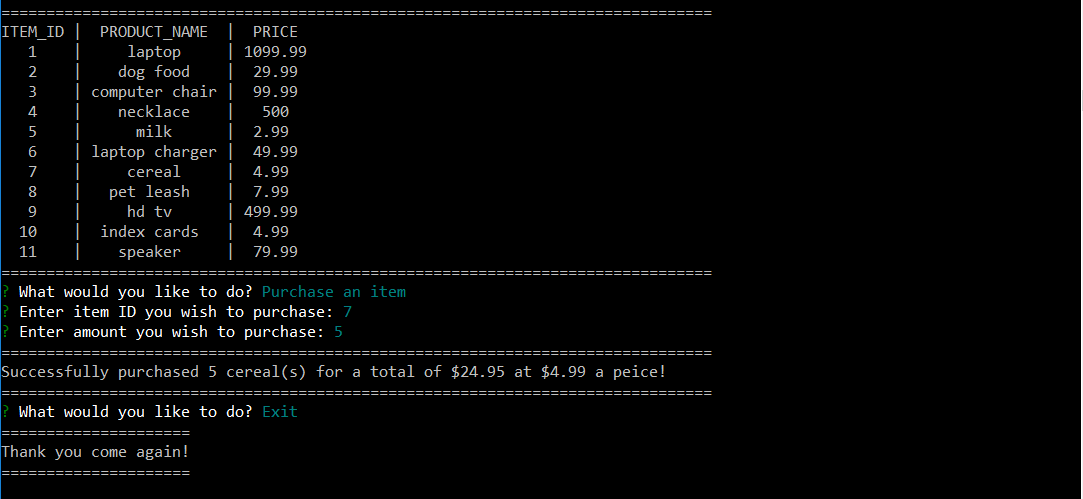 ===============================================================================
ITEM_ID | PRODUCT_NAME | PRICE
1 | laptop | 1099.99
2 | dog food | 29.99
3 | computer chair | 99.99
4 | necklace | 500
5 | milk | 2.99
6 | laptop charger | 49.99
7 | cereal | 4.99
8 | pet leash | 7.99
9 | hd tv | 499.99
10 | index cards | 4.99
11 | speaker | 79.99
===============================================================================
? What would you like to do? Purchase an item
? Enter item ID you wish to purchase: 7
? Enter amount you wish to purchase: 5
===============================================================================
Successfully purchased 5 cereal(s) for a total of $24.95 at $4.99 a peice!
===============================================================================
? What would you like to do? Exit
=====================
Thank you come again!
=====================